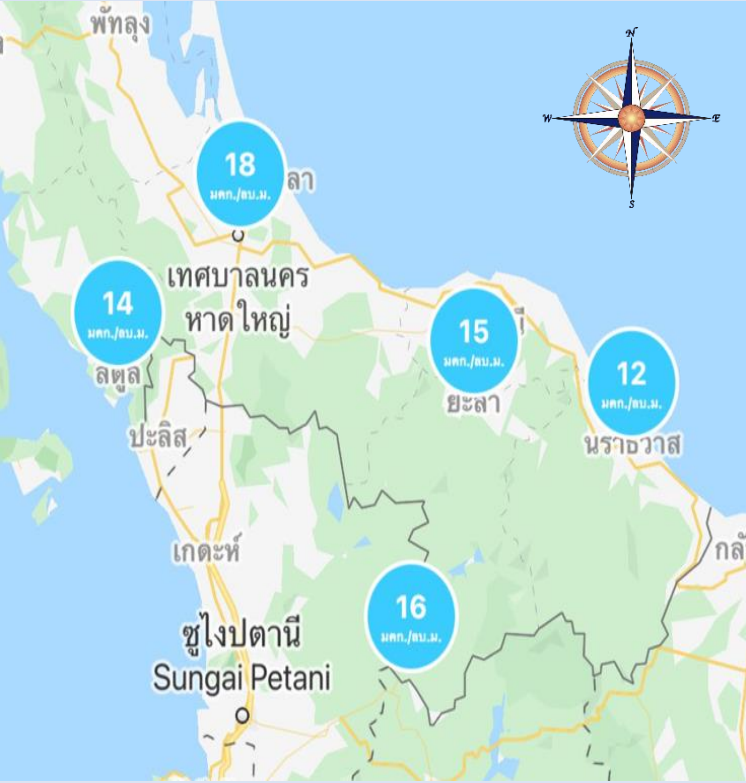 พัทลุง
N
W
E
S
18
มคก./ลบ.ม.
ลา
เทศบาลนคร
หาดใหญ่
14
มคก./ลบ.ม.
สตูล
15
มคก./ลบ.ม.
ยะลา
12
มคก./ลบ.ม.
นราธิวาส
ปะลิส
เกดะห์
กลั
16
มคก./ลบ.ม.
ซูไงปตานี
Sungai Petani